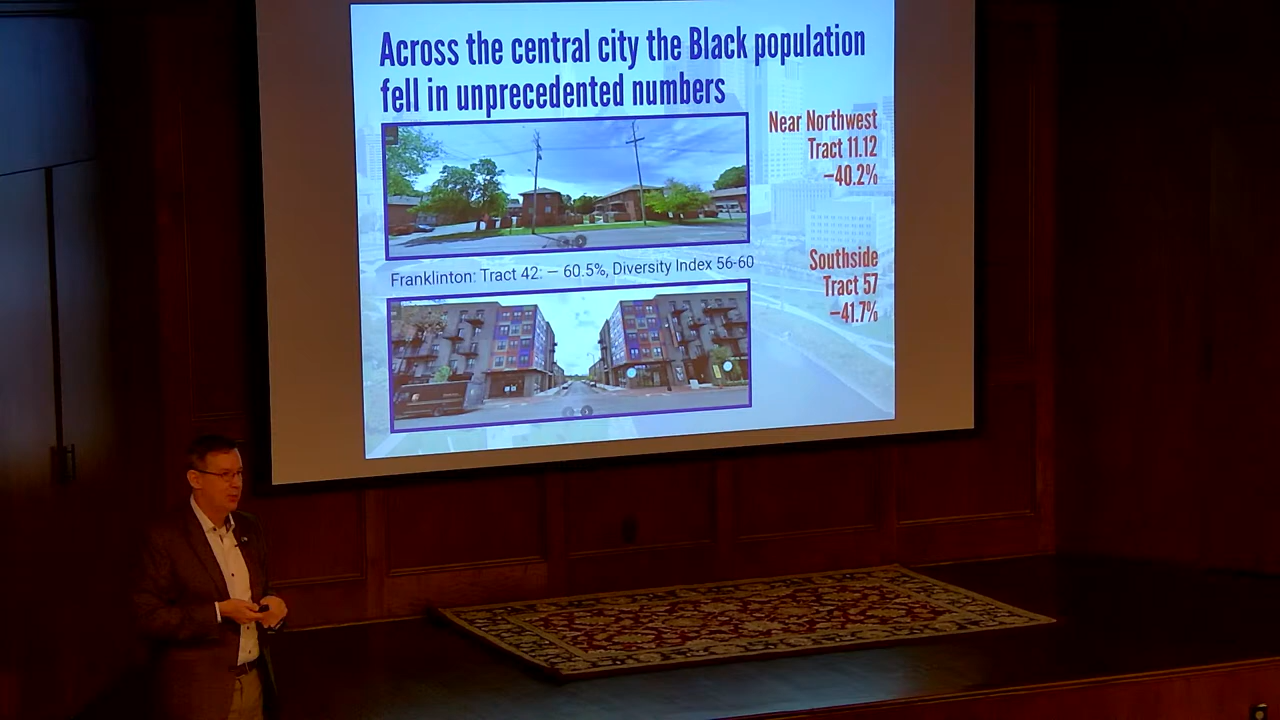 Across the central city the Black population
fell in unprecedented numbers
Near Northwest
Tract 11.12
−40.2%
Franklinton: Tract 42: — 60.5%, Diversity Index 56-60
Southside
Tract 57
−41.7%